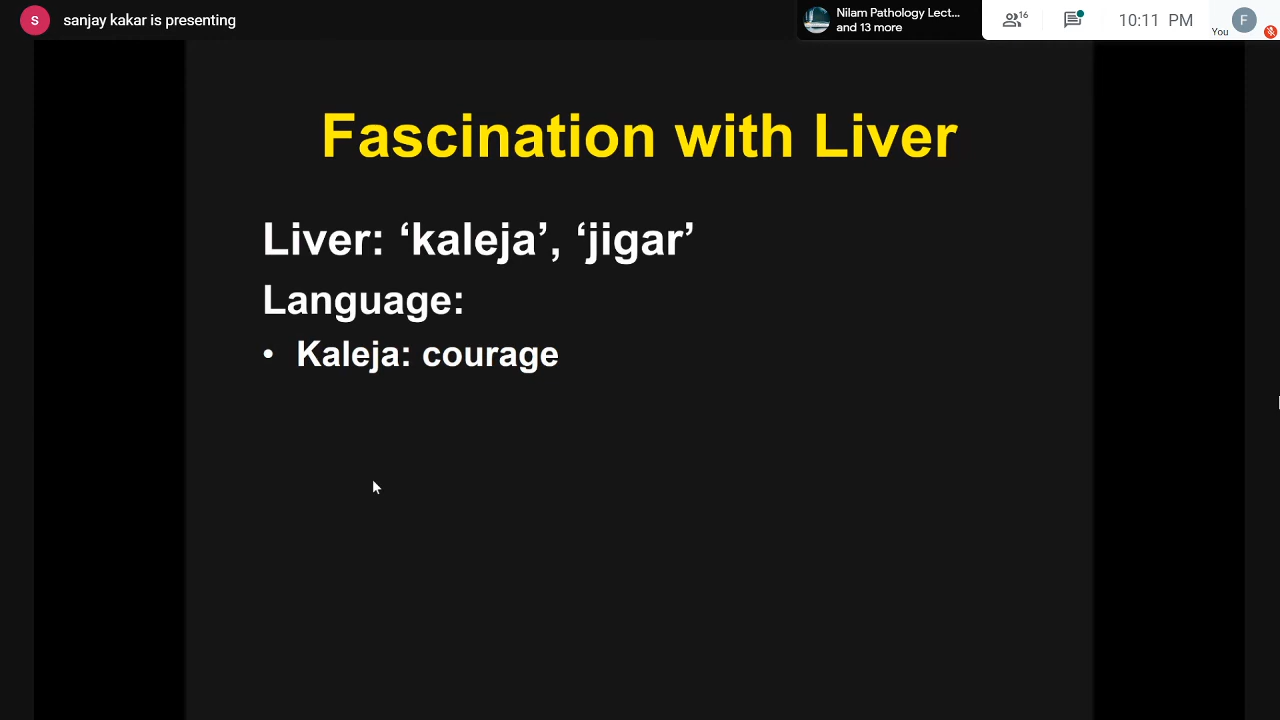 S
sanjay kakar is presenting
Nilam Pathology Lect...
and 13 more
16
10:11 PM
You
F
Fascination with Liver
Liver: ‘kaleja’, ‘jigar’
Language:
• Kaleja: courage